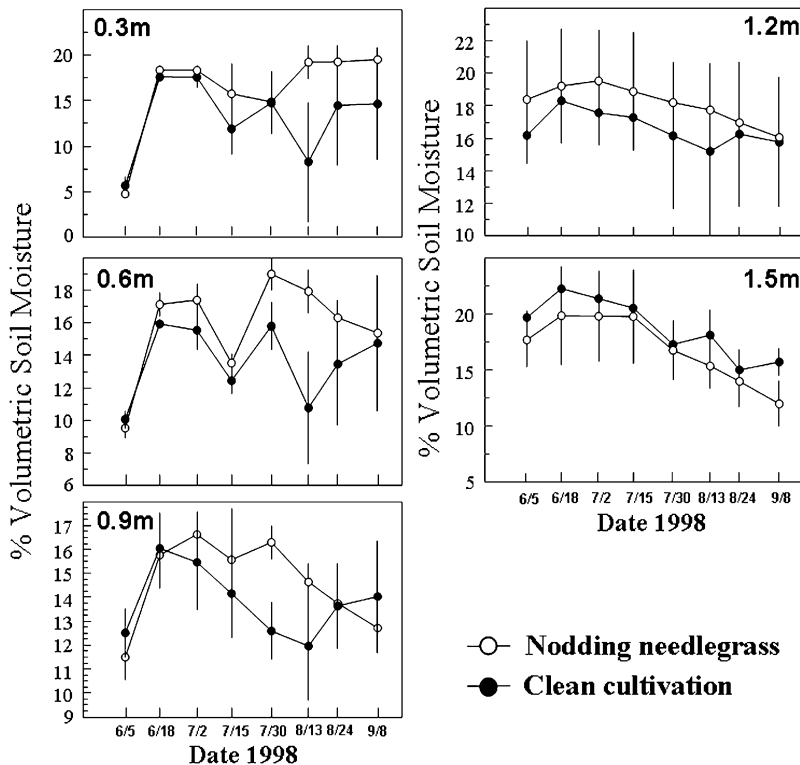 % Volumetric Soil Moisture
0.3m
20
15
10
5
0
0.6m
18
16
14
12
10
8
6
0.9m
17
16
15
14
13
12
11
10
9
6/5 6/18 7/2 7/15 7/30 8/13 8/24 9/8
Date 1998
% Volumetric Soil Moisture
1.2m
22
20
18
16
14
12
10
1.5m
20
15
10
5
6/5 6/18 7/2 7/15 7/30 8/13 8/24 9/8
Date 1998
Nodding needlegrass
Clean cultivation